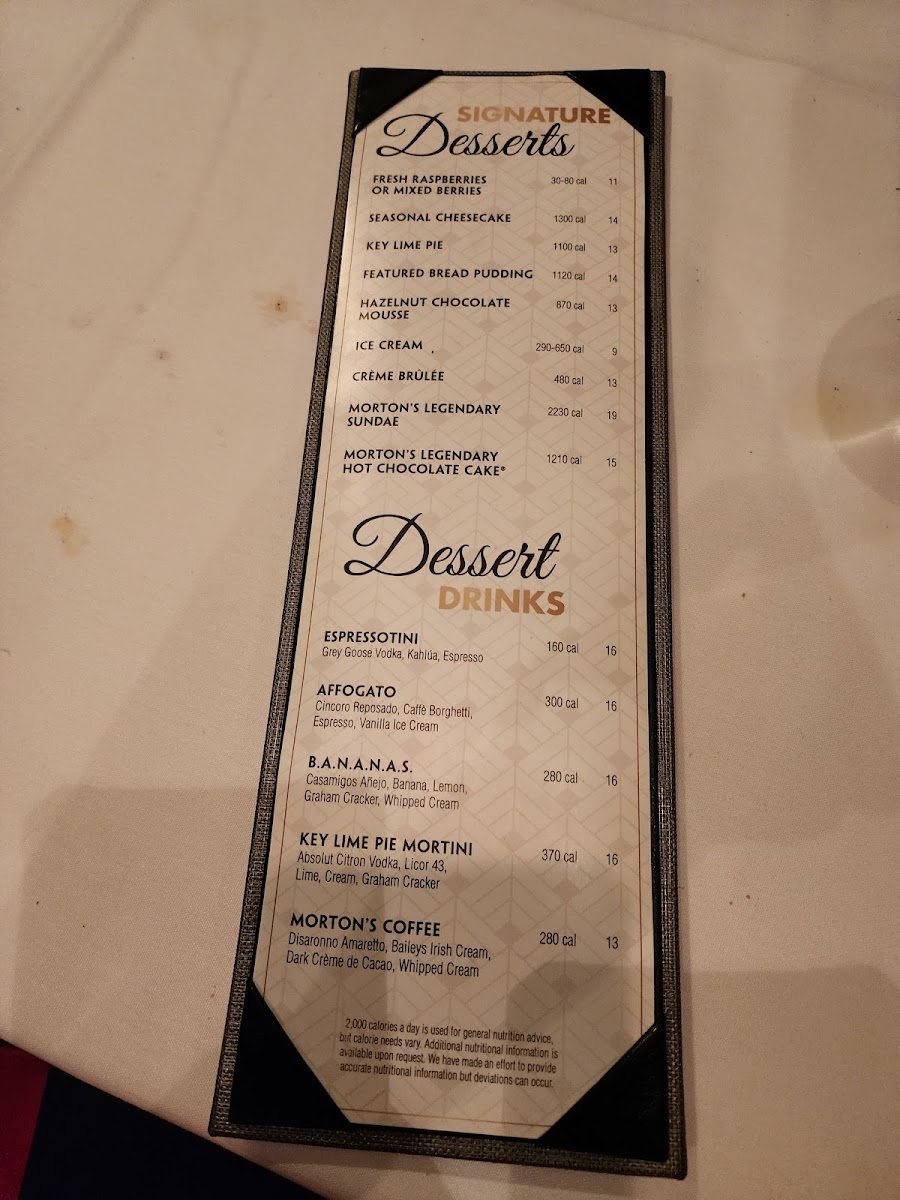 SIGNATURE
Desserts
FRESH RASPBERRIES
OR MIXED BERRIES 30-80 cal 11
SEASONAL CHEESECAKE 1300 cal 14
KEY LIME PIE 1100 cal 13
FEATURED BREAD PUDDING 1120 cal 14
HAZELNUT CHOCOLATE 870 cal 13
MOUSSE
ICE CREAM 290-650 cal 9
CRÈME BRÛLÉE 480 cal 13
MORTON'S LEGENDARY 2230 cal 19
SUNDAE
MORTON'S LEGENDARY 1210 cal 15
HOT CHOCOLATE CAKE®
Dessert
DRINKS
ESPRESSOTINI 160 cal 16
Grey Goose Vodka, Kahlúa, Espresso
AFFOGATO 300 cal 16
Cincoro Reposado, Caffè Borghetti,
Espresso, Vanilla Ice Cream
B.A.N.A.N.A.S. 280 cal 16
Casamigos Añejo, Banana, Lemon,
Graham Cracker, Whipped Cream
KEY LIME PIE MORTINI 370 cal 16
Absolut Citron Vodka, Licor 43,
Lime, Cream, Graham Cracker
MORTON'S COFFEE 280 cal 13
Disaronno Amaretto, Baileys Irish Cream,
Dark Crème de Cacao, Whipped Cream
2,000 calories a day is used for general nutrition advice,
but calorie needs vary. Additional nutritional information is
available upon request. We have made an effort to provide
accurate nutritional information but deviations can occur.